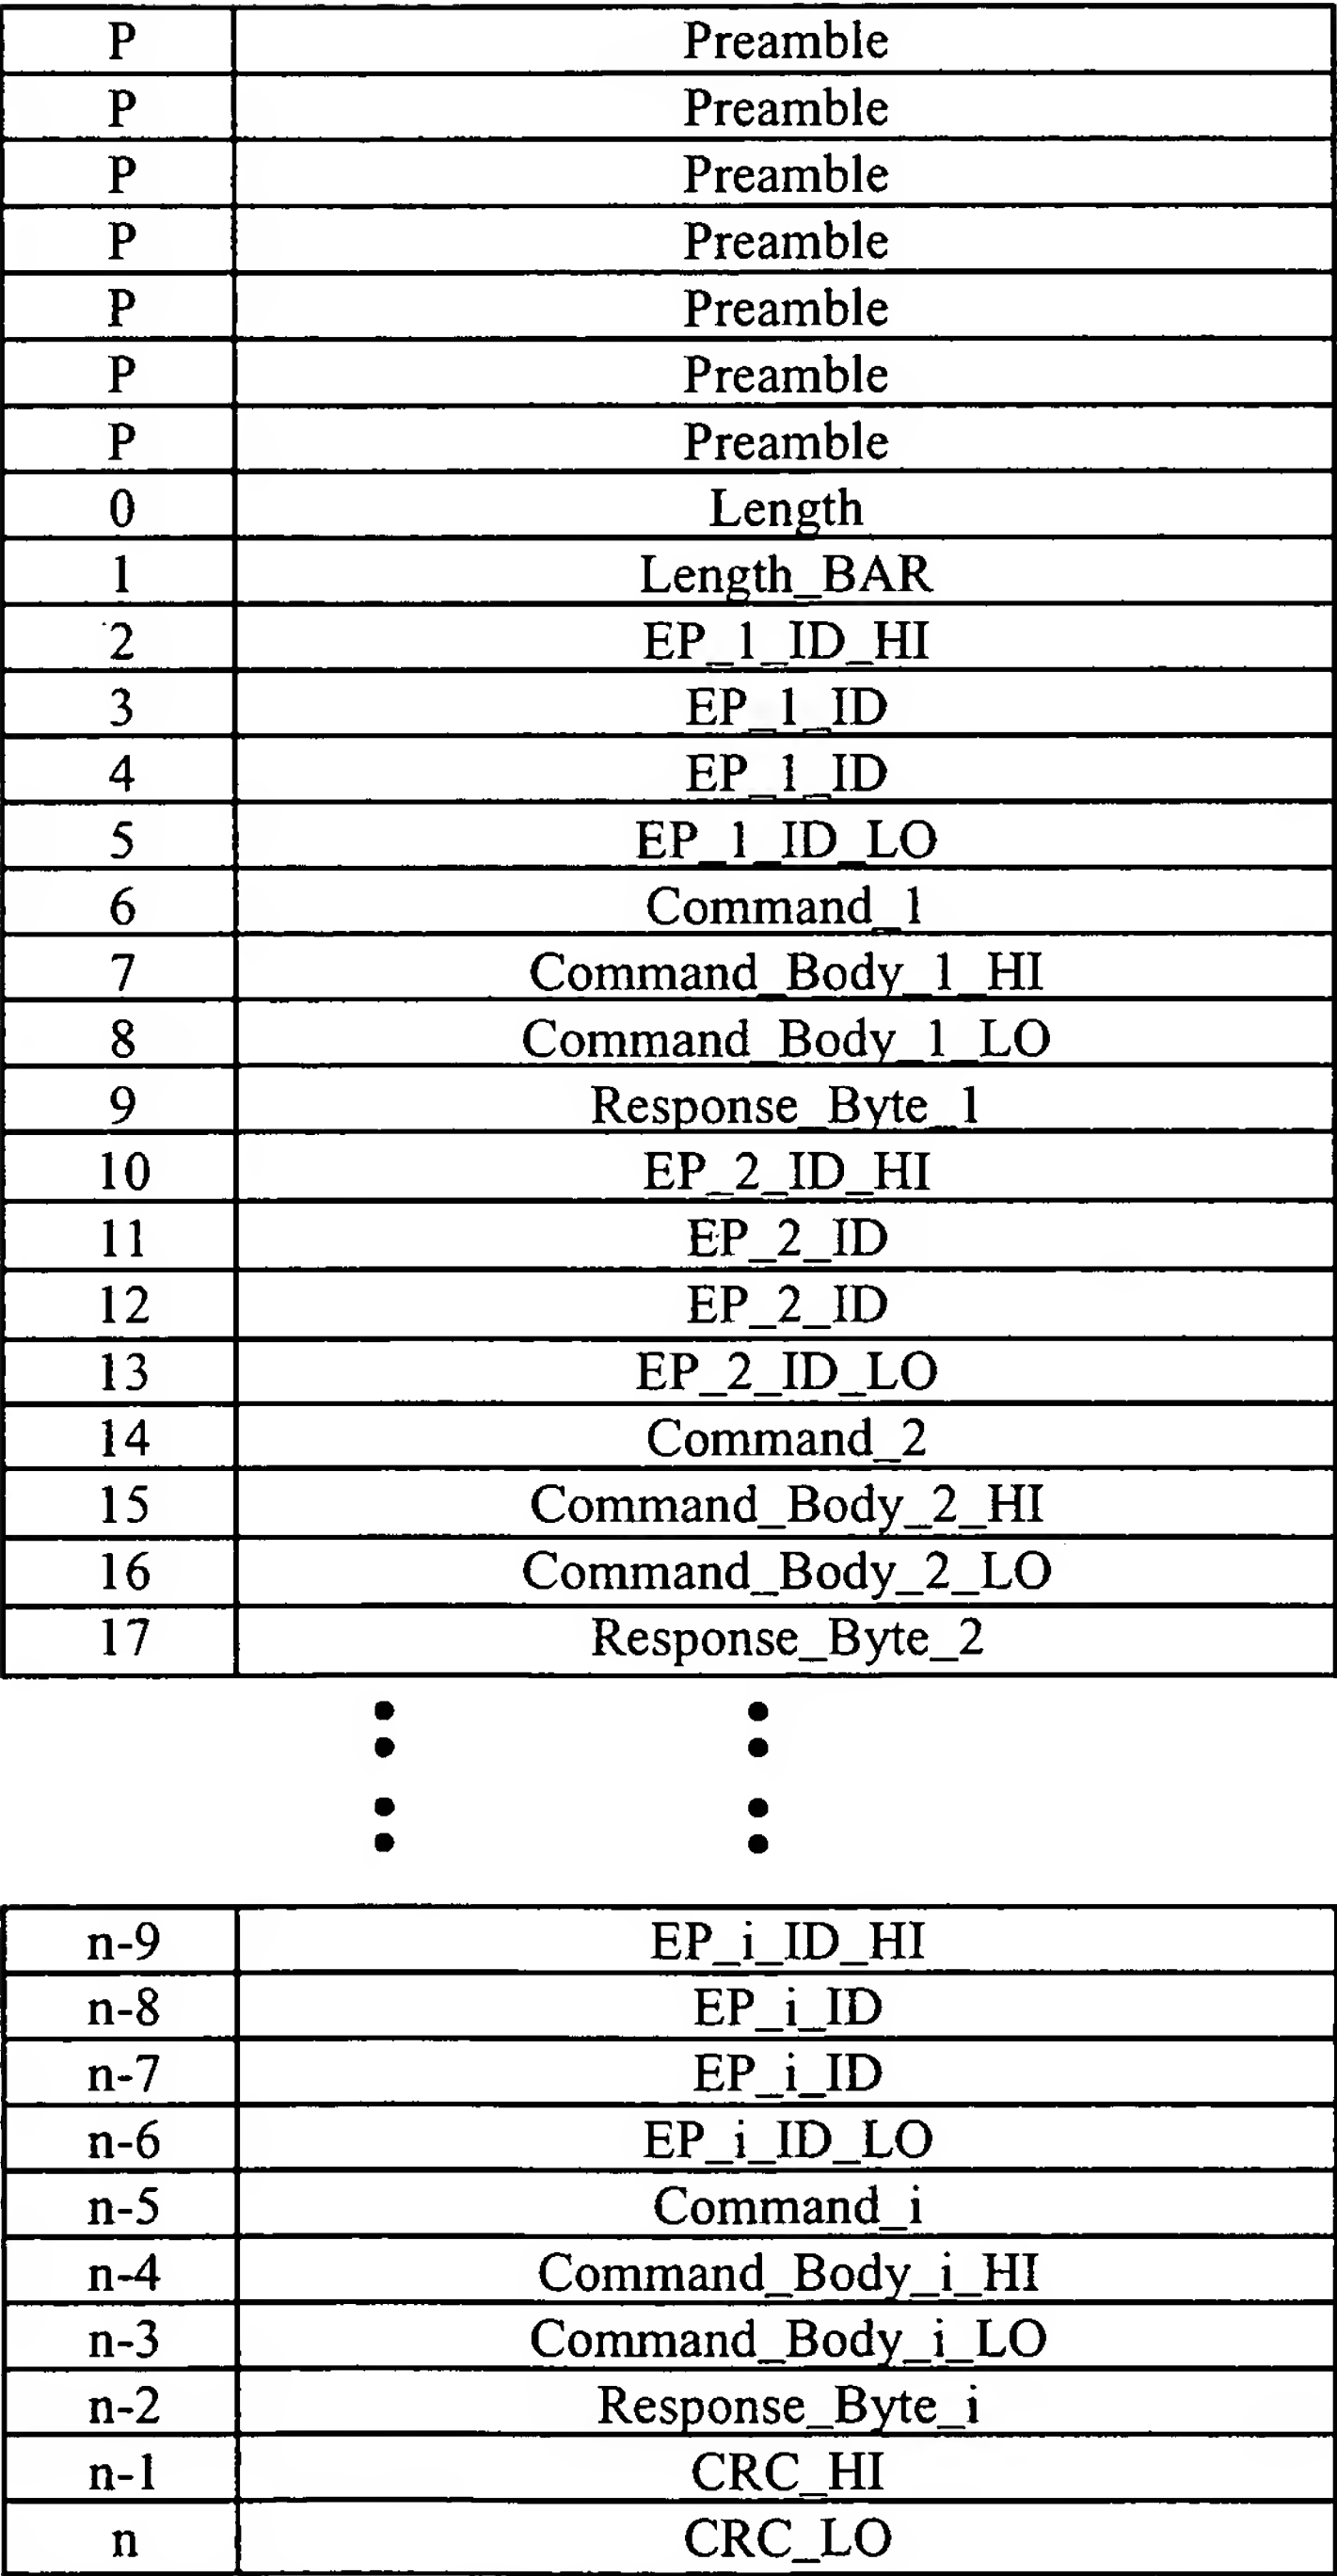 P Preamble
P Preamble
P Preamble
P Preamble
P Preamble
P Preamble
P Preamble
0 Length
1 Length_BAR
2 EP_1_ID_HI
3 EP_1_ID
4 EP_1_ID
5 EP_1_ID_LO
6 Command_1
7 Command_Body_1_HI
8 Command_Body_1_LO
9 Response_Byte_1
10 EP_2_ID_HI
11 EP_2_ID
12 EP_2_ID
13 EP_2_ID_LO
14 Command_2
15 Command_Body_2_HI
16 Command_Body_2_LO
17 Response_Byte_2
n-9 EP_i_ID_HI
n-8 EP_i_ID
n-7 EP_i_ID
n-6 EP_i_ID_LO
n-5 Command_i
n-4 Command_Body_i_HI
n-3 Command_Body_i_LO
n-2 Response_Byte_i
n-1 CRC_HI
n CRC_LO